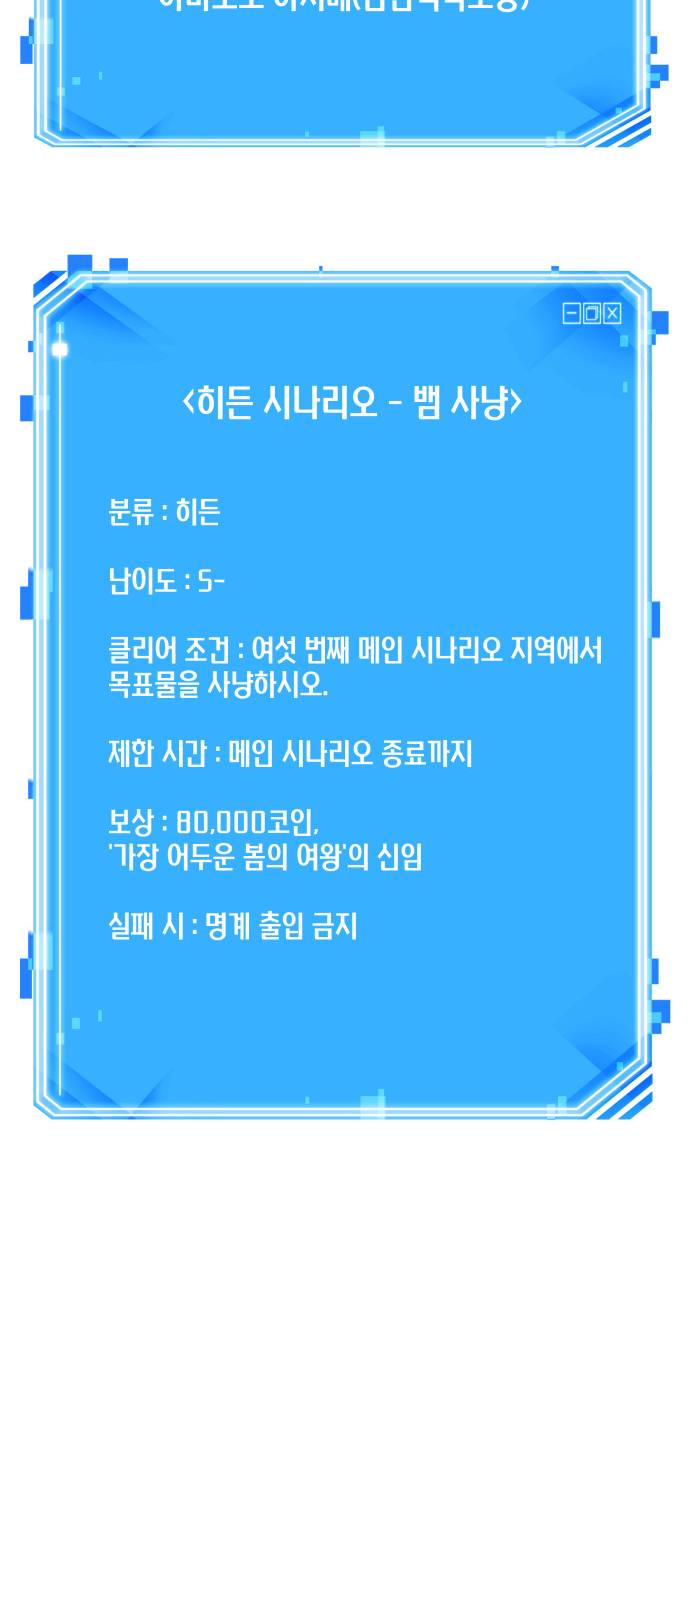 <히든 시나리오 - 뱀 사냥>
분류 : 히든
난이도 : S-
클리어 조건 : 여섯 번째 메인 시나리오 지역에서
목표물을 사냥하시오.
제한 시간 : 메인 시나리오 종료까지
보상 : 80,000코인,
'가장 어두운 봄의 여왕'의 신임
실패 시 : 명계 출입 금지